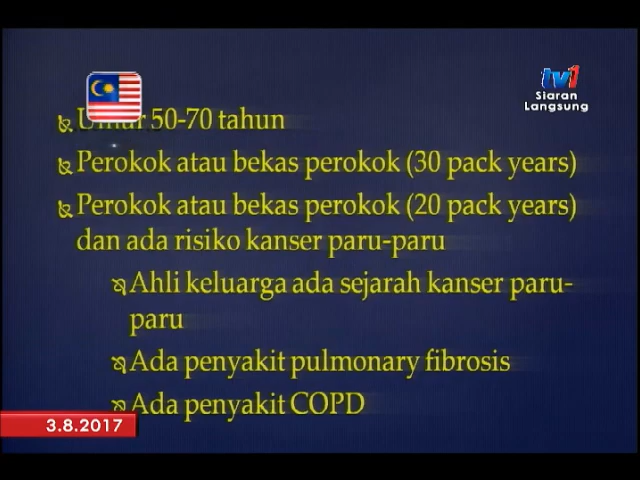 tv1
Siaran
Langsung
Umur 50-70 tahun
Perokok atau bekas perokok (30 pack years)
Perokok atau bekas perokok (20 pack years)
dan ada risiko kanser paru-paru
Ahli keluarga ada sejarah kanser paru-
paru
Ada penyakit pulmonary fibrosis
Ada penyakit COPD
3.8.2017